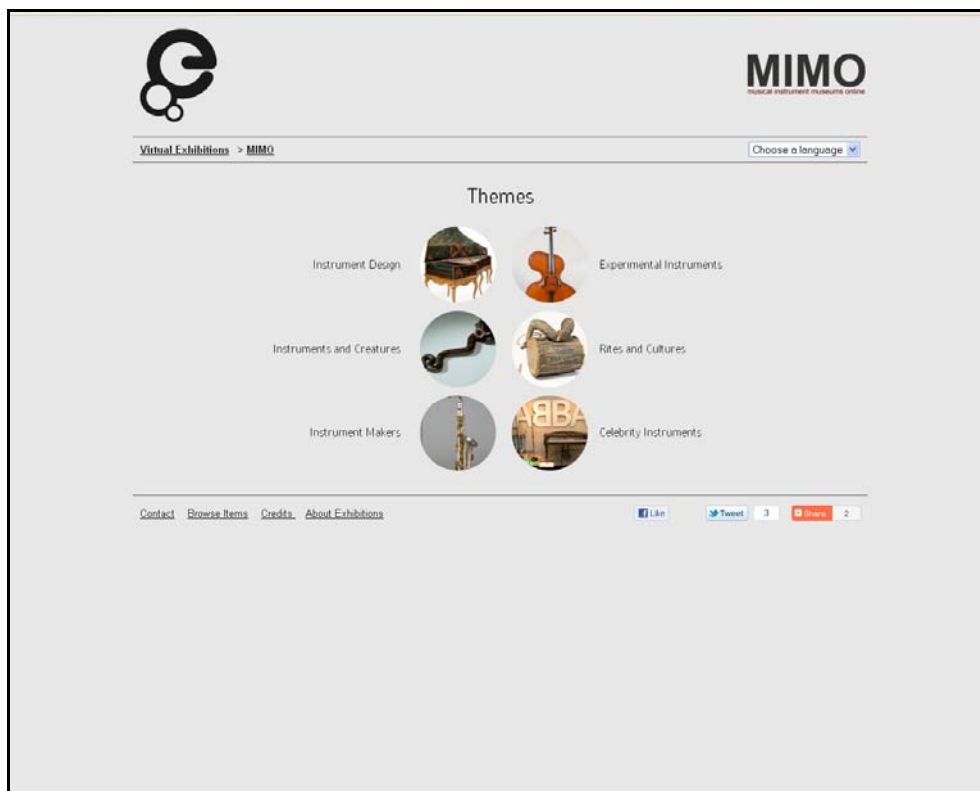 MIMO
musical instrument museums online
Virtual Exhibitions > MIMO
Choose a language
Themes
Instrument Design
Experimental Instruments
Instruments and Creatures
Rites and Cultures
Instrument Makers
ABBA
Celebrity Instruments
Contact Browse Items Credits About Exhibitions
Like Tweet 3 Share 2